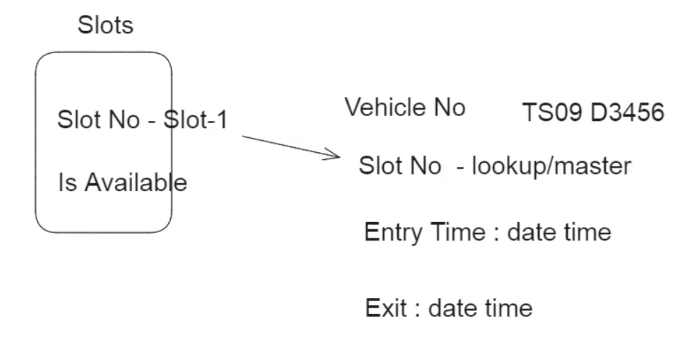 Slots
Slot No - Slot-1
Is Available
Vehicle No TS09 D3456
Slot No - lookup/master
Entry Time : date time
Exit : date time